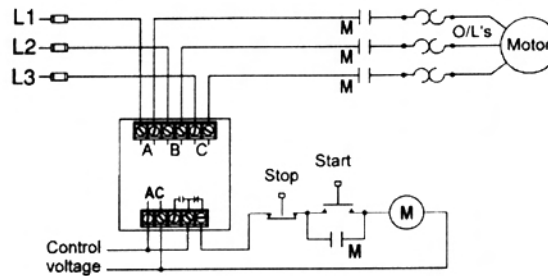 L1
M
O/L's
Motor
L2
M
L3
M
A B C
Start
Stop
AC
M
M
Control
voltage